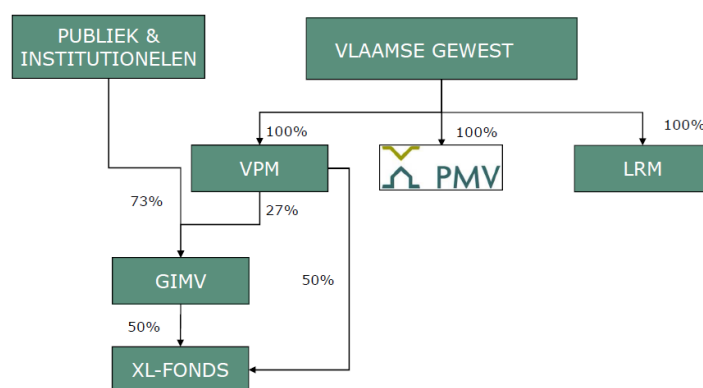 PUBLIEK &
INSTITUTIONELEN
VLAAMSE GEWEST
100%
100%
100%
VPM
PMV
LRM
73%
27%
GIMV
50%
50%
XL-FONDS